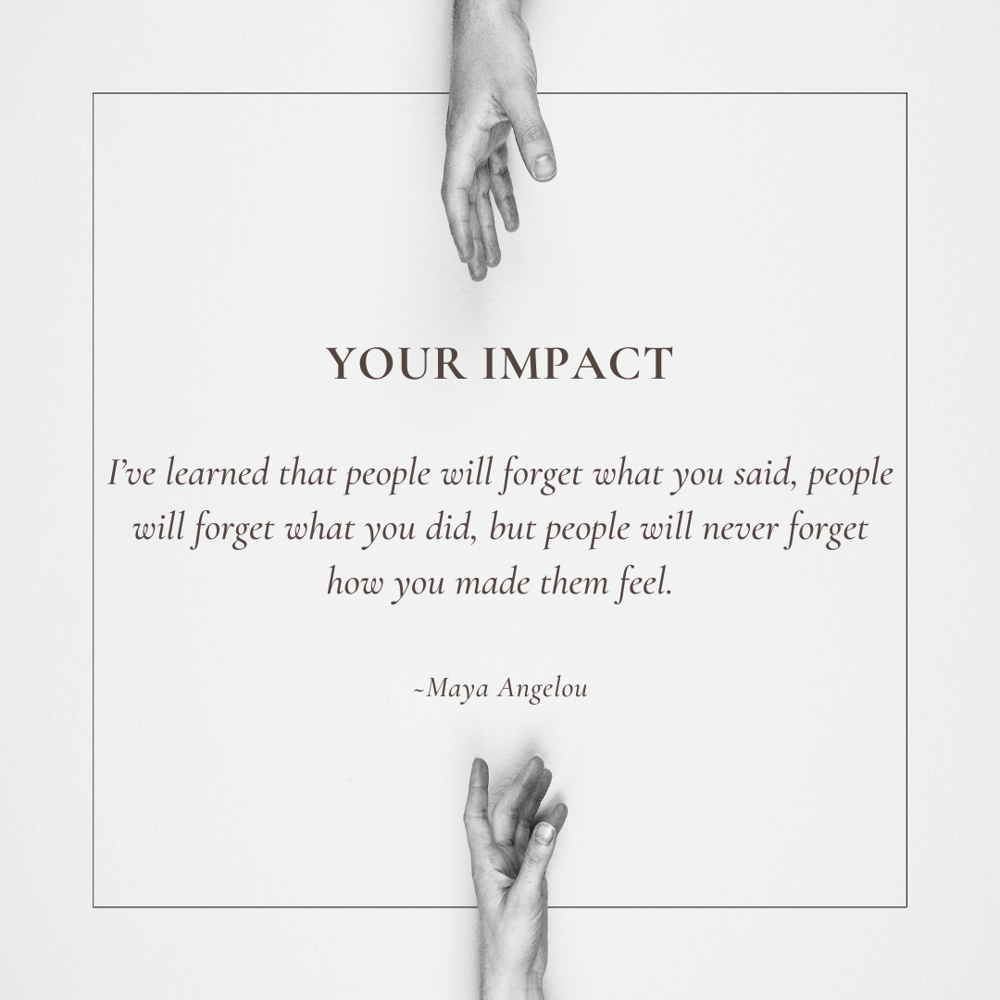 YOUR IMPACT
I’ve learned that people will forget what you said, people
will forget what you did, but people will never forget
how you made them feel.
~Maya Angelou